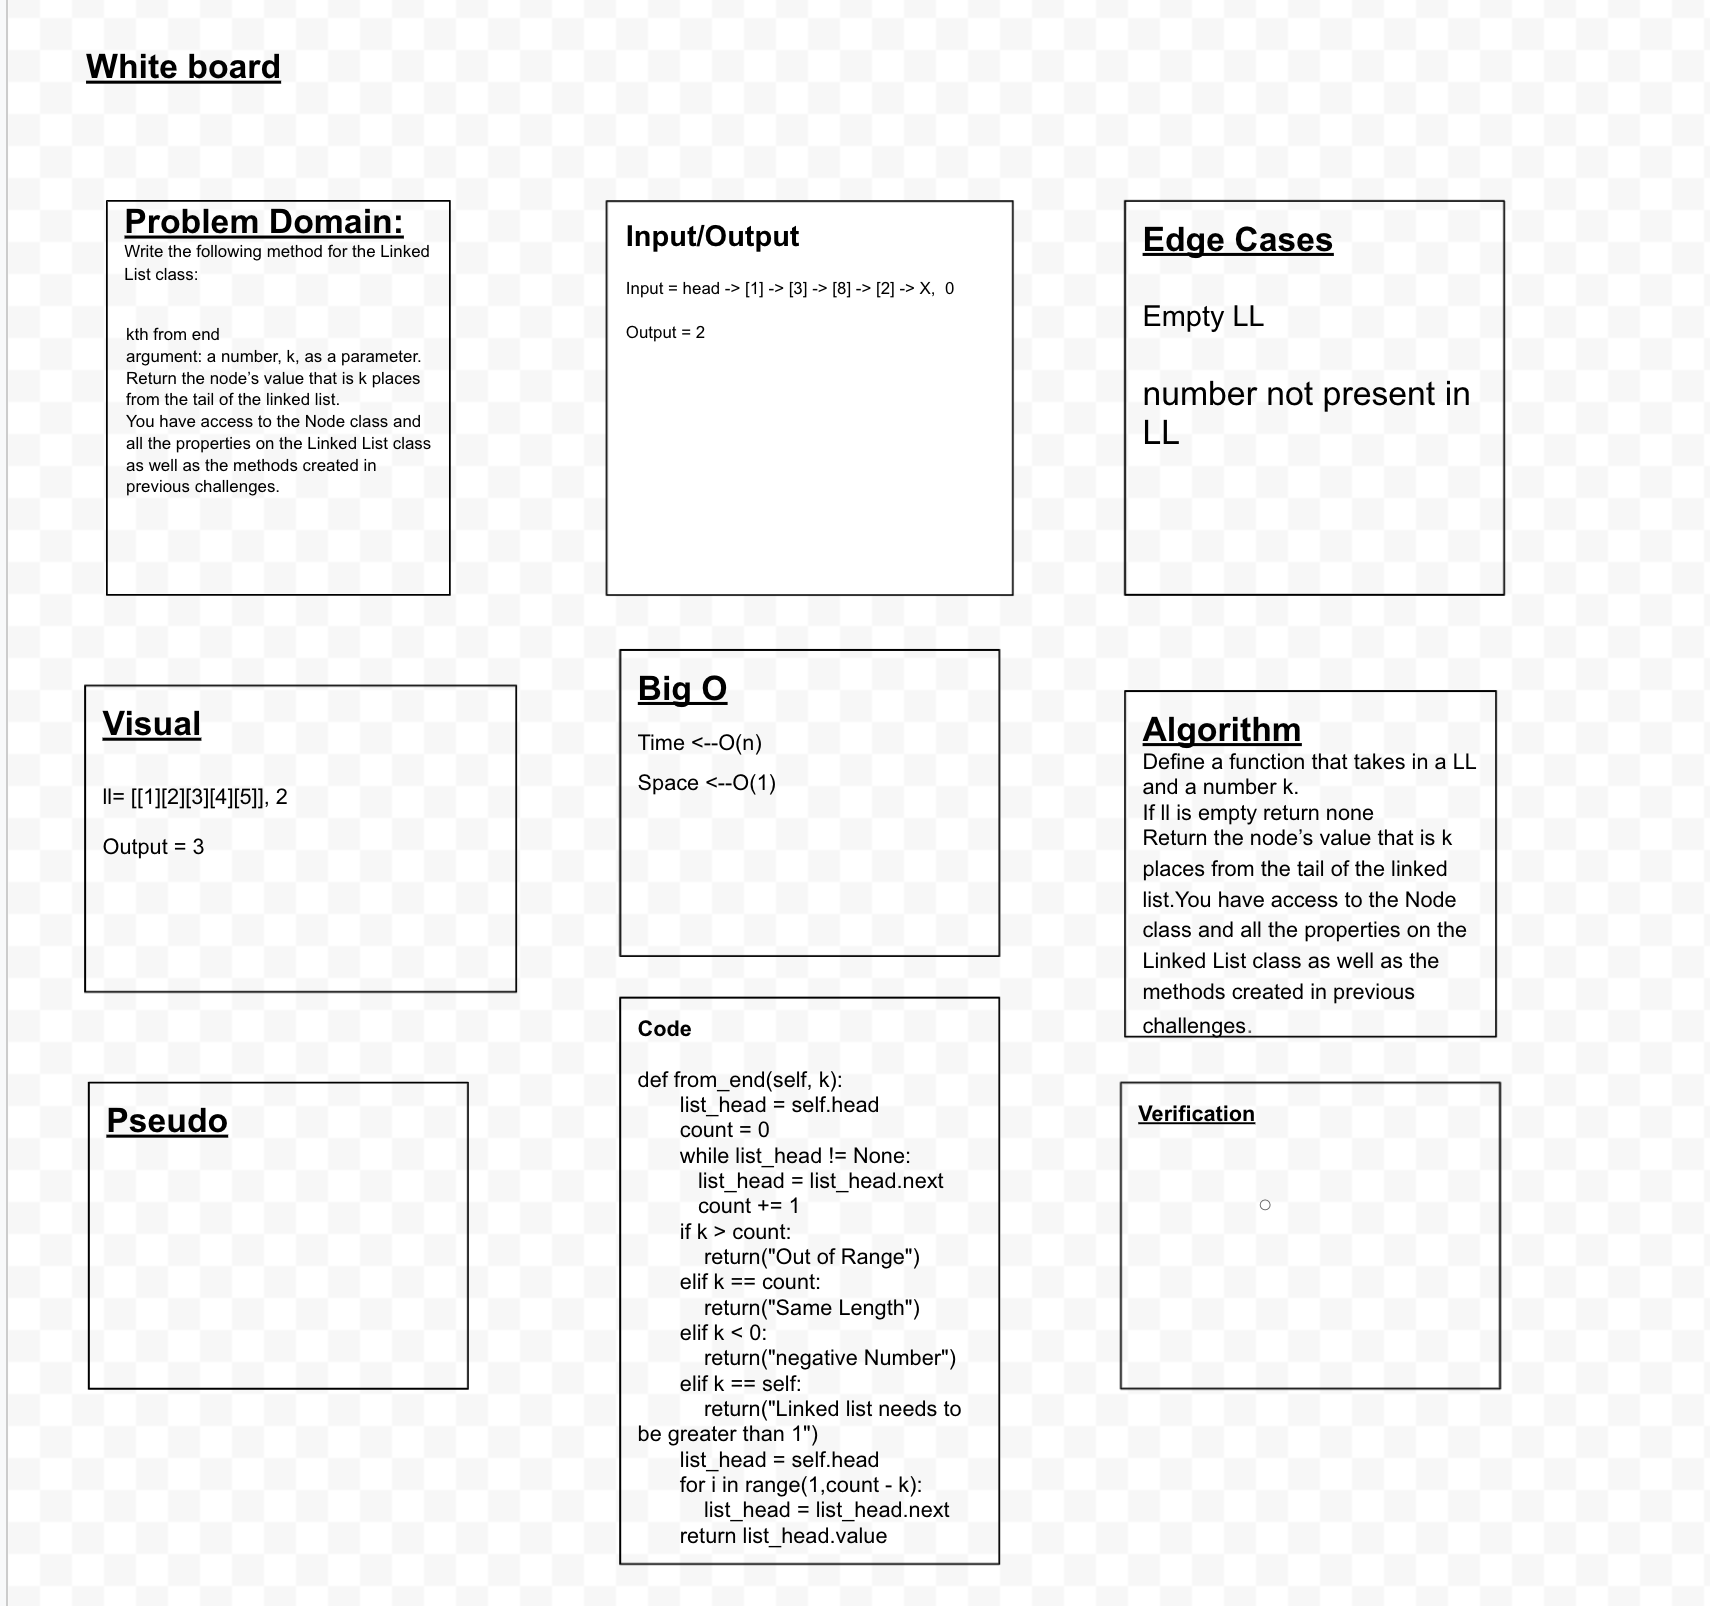 White board
Problem Domain:
Write the following method for the Linked
List class:
kth from end
argument: a number, k, as a parameter.
Return the node’s value that is k places
from the tail of the linked list.
You have access to the Node class and
all the properties on the Linked List class
as well as the methods created in
previous challenges.
Input/Output
Input = head -> [1] -> [3] -> [8] -> [2] -> X,  0
Output = 2
Edge Cases
Empty LL
number not present in
LL
Visual
ll= [[1][2][3][4][5]], 2
Output = 3
Big O
Time <--O(n)
Space <--O(1)
Algorithm
Define a function that takes in a LL
and a number k.
If ll is empty return none
Return the node’s value that is k
places from the tail of the linked
list.You have access to the Node
class and all the properties on the
Linked List class as well as the
methods created in previous
challenges.
Pseudo
Code
def from_end(self, k):
list_head = self.head
count = 0
while list_head != None:
list_head = list_head.next
count += 1
if k > count:
return("Out of Range")
elif k == count:
return("Same Length")
elif k < 0:
return("negative Number")
elif k == self:
return("Linked list needs to
be greater than 1")
list_head = self.head
for i in range(1,count - k):
list_head = list_head.next
return list_head.value
Verification